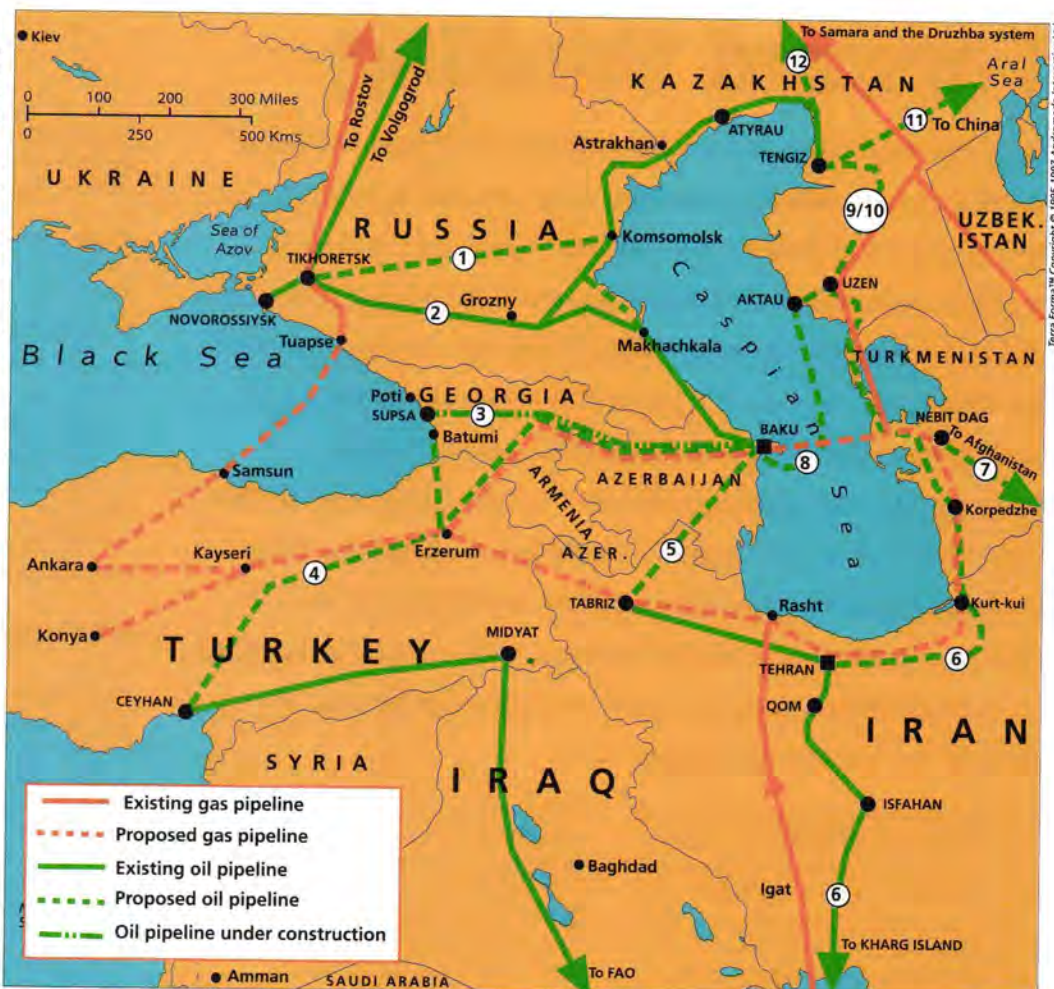 Kiev
0 100 200 300 Miles
0 250 500 Kms
UKRAINE
Sea of
Azov
To Rostov
To Volgogrod
RUSSIA
To Samara and the Druzhba system
12
KAZAKHSTAN
Aral
Sea
11
To China
ATYRAU
Astrakhan
TENGIZ
9/10
UZBEK.
ISTAN
TIKHORETSK
1
Komsomolsk
NOVOROSSIYSK
2
Grozny
Caspian Sea
AKTAU
UZEN
Tuapse
Makhachkala
Black Sea
TURKMENISTAN
Poti
GEORGIA
SUPSA
3
Batumi
BAKU
NEBIT DAG
To Afghanistan
7
8
Samsun
ARMENIA
AZERBAIJAN
Korpedzhe
Ankara
Kayseri
Erzerum
AZER.
5
4
TABRIZ
Rasht
Kurt-kui
Konya
TURKEY
MIDYAT
TEHRAN
6
CEYHAN
QOM
IRAN
SYRIA
IRAQ
ISFAHAN
Existing gas pipeline
Proposed gas pipeline
Existing oil pipeline
Proposed oil pipeline
Oil pipeline under construction
Baghdad
Igat
6
To KHARG ISLAND
To FAO
Amman
SAUDI ARABIA